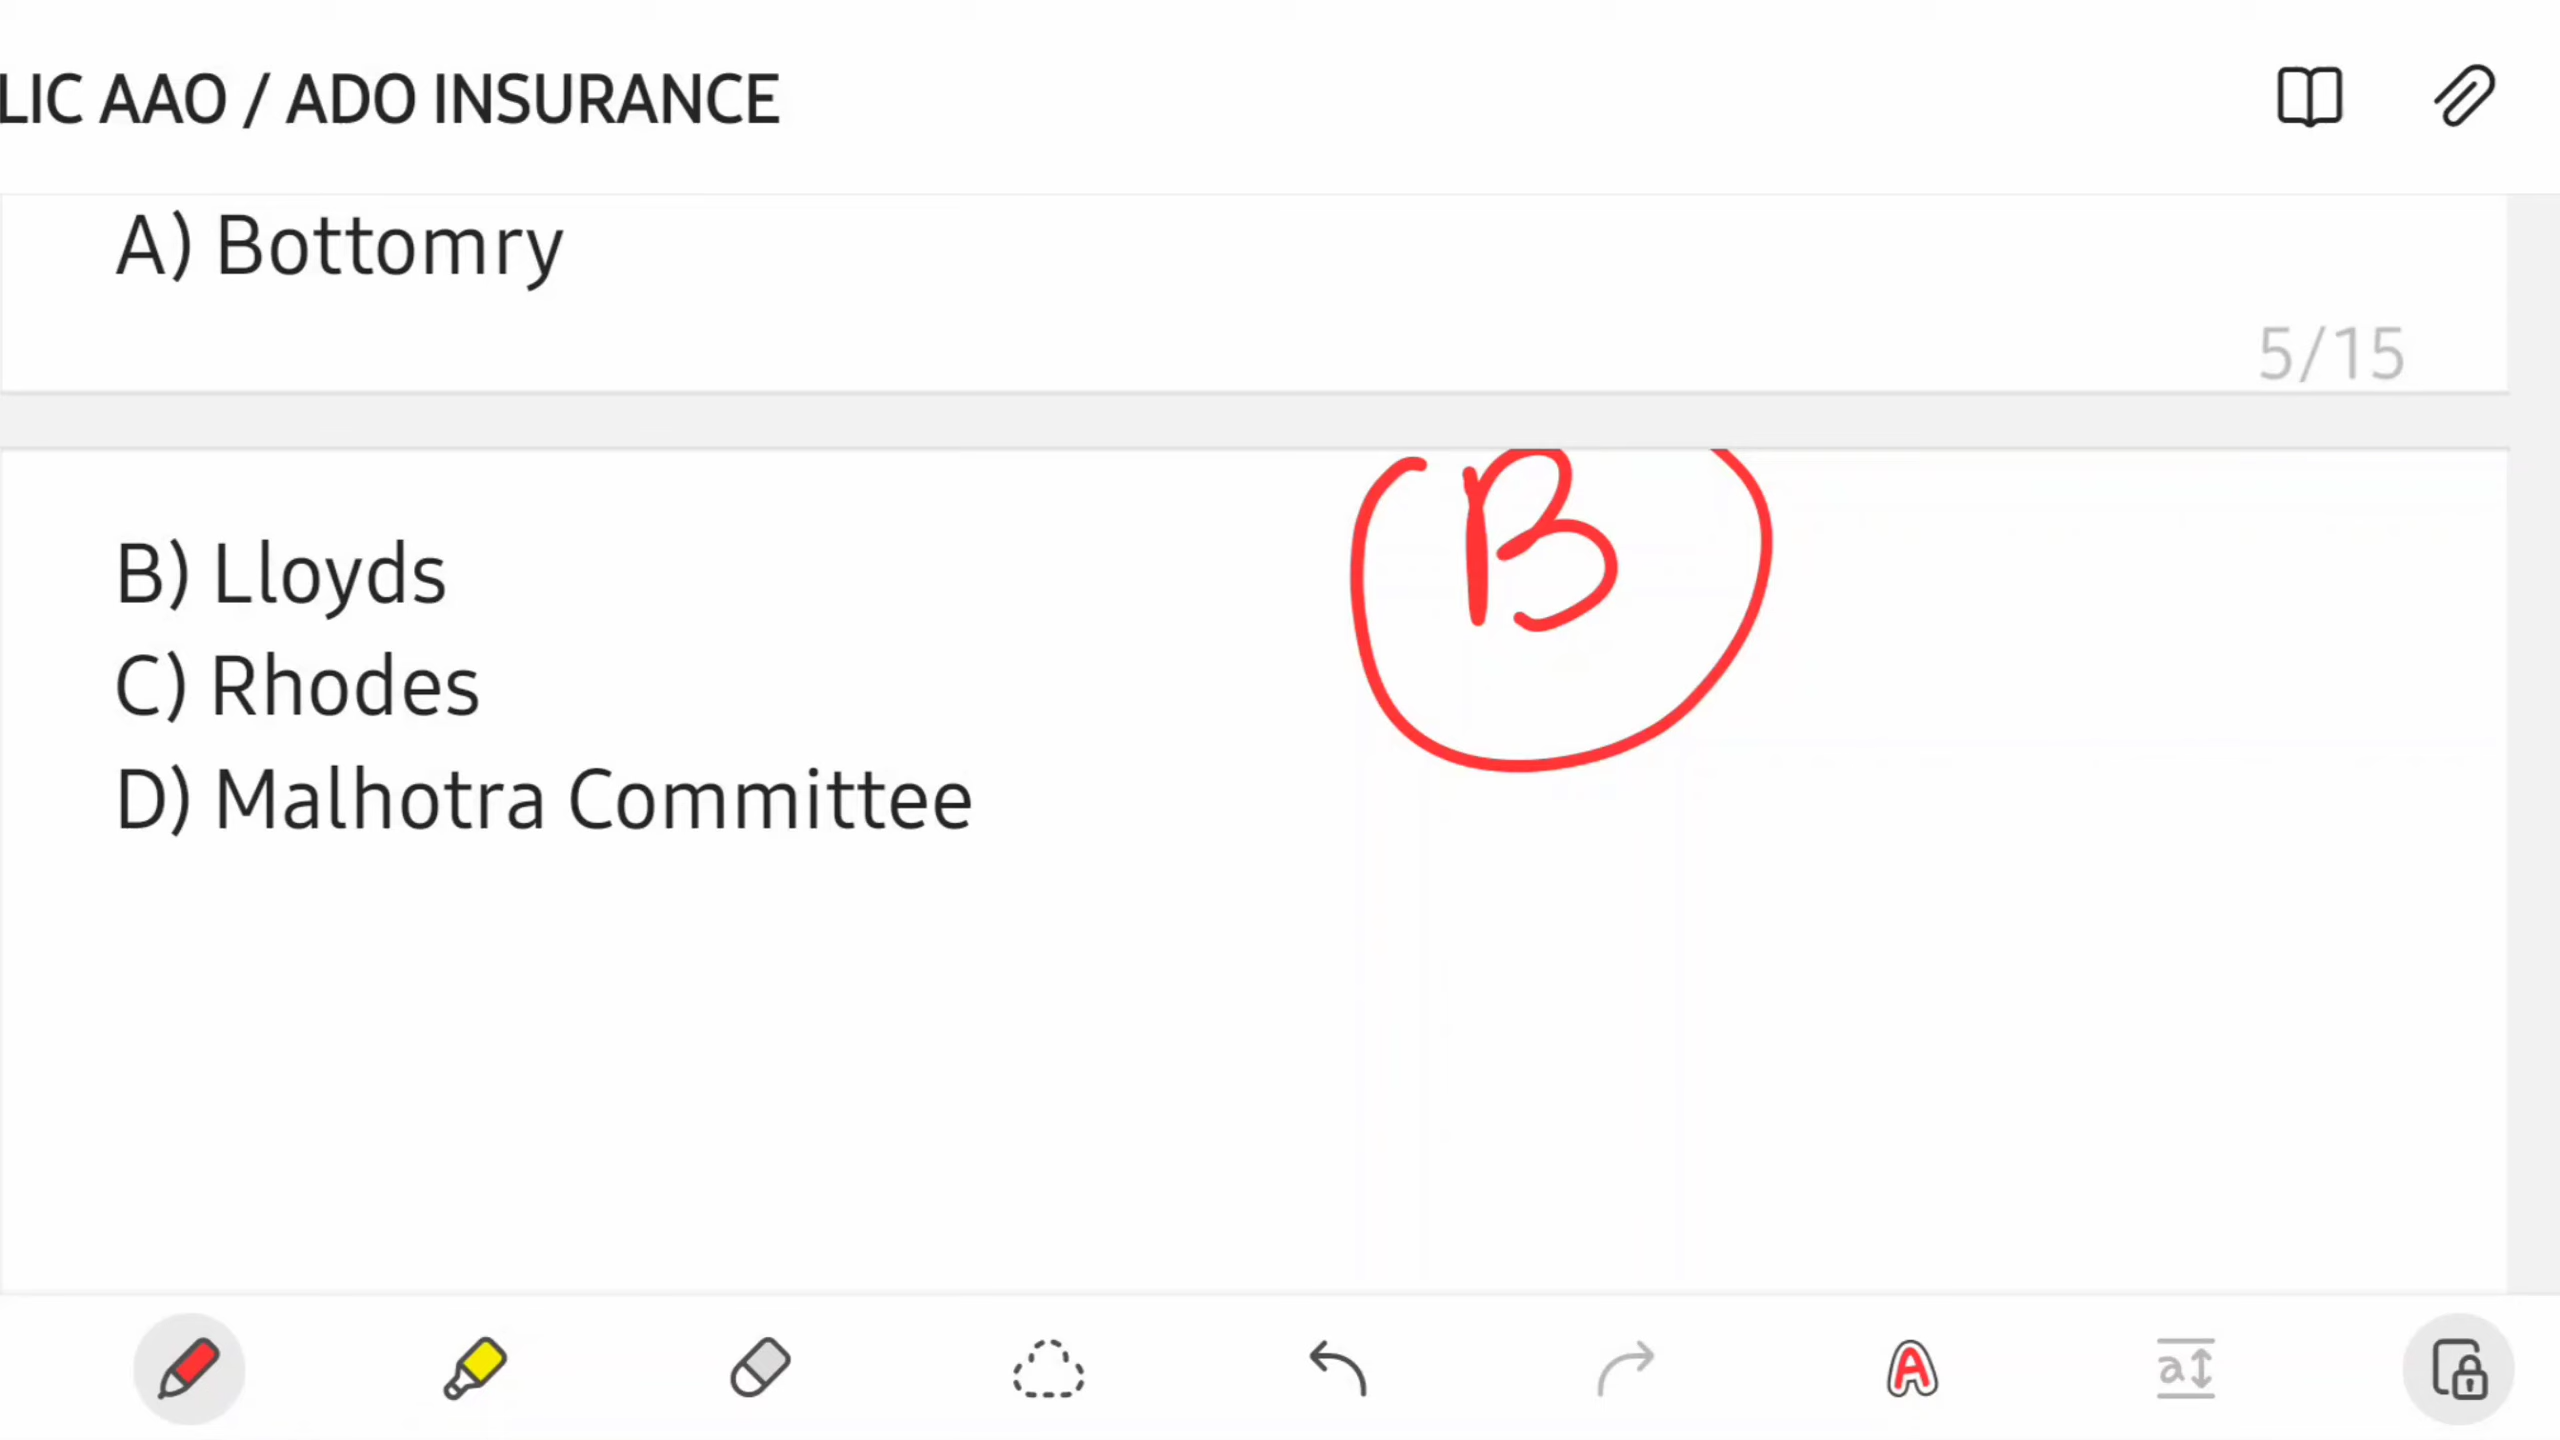 LIC AAO / ADO INSURANCE
A) Bottomry
5/15
B
B) Lloyds
C) Rhodes
D) Malhotra Committee
A
a